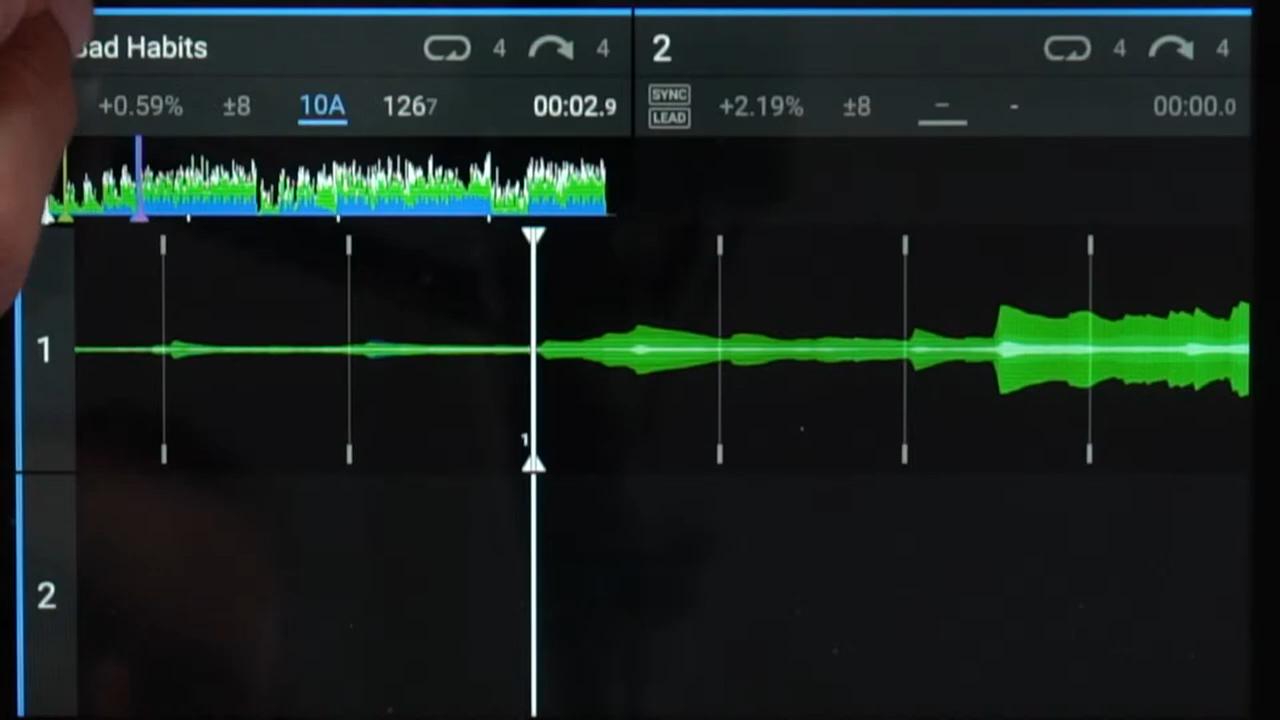 Bad Habits 4 4
+0.59% ±8 10A 1267 00:02.9
2 4 4
SYNC
LEAD
+2.19% ±8 – - 00:00.0
1
1
2